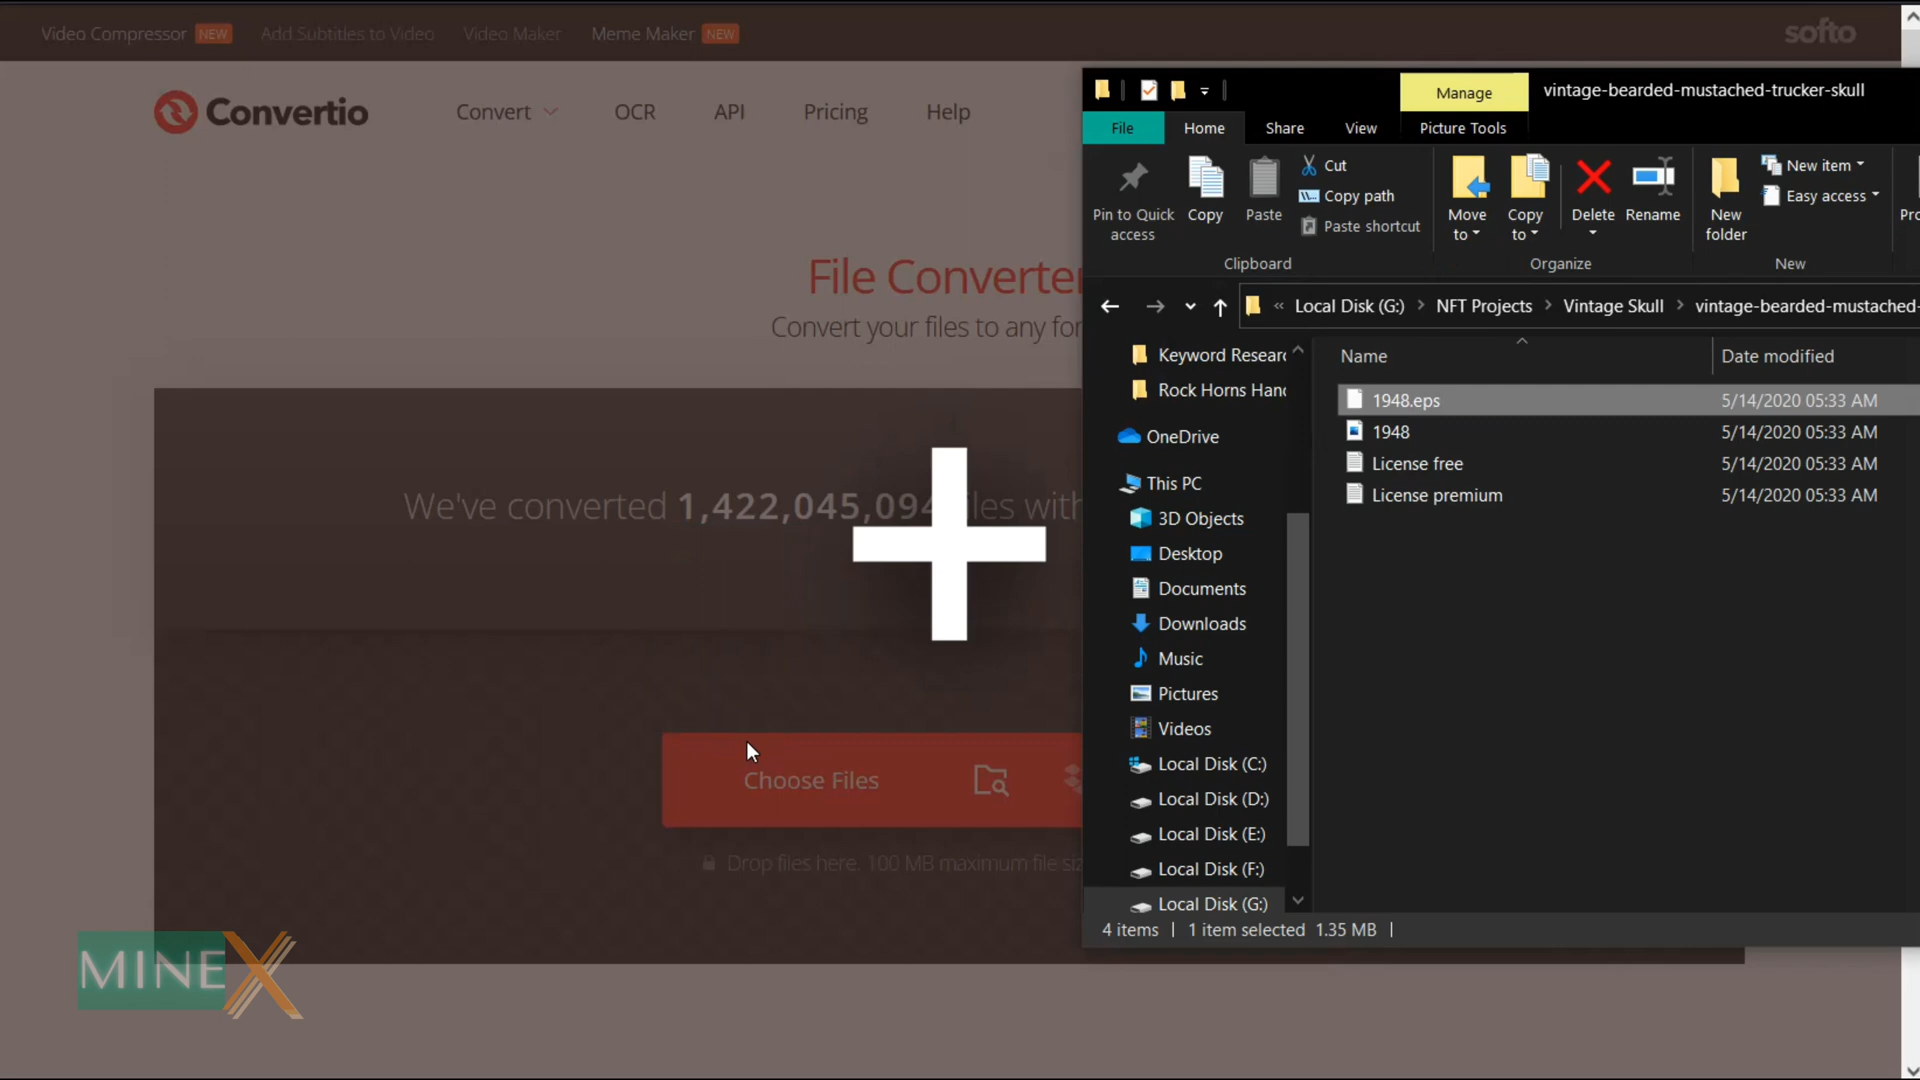 Video Compressor NEW Add Subtitles to Video Video Maker Meme Maker NEW
softo
Convertio
Convert OCR API Pricing Help
File Converter
Convert your files to any for
We've converted 1,422,045,094 files with
Choose Files
Drop files here. 100 MB maximum file siz
MINEX
Manage
vintage-bearded-mustached-trucker-skull
File Home Share View Picture Tools
Pin to Quick access
Copy
Paste
Cut
Copy path
Paste shortcut
Clipboard
Move to
Copy to
Delete
Rename
Organize
New folder
New item
Easy access
New
Pro
« Local Disk (G:) > NFT Projects > Vintage Skull > vintage-bearded-mustached-
Keyword Resear
Rock Horns Hand
OneDrive
This PC
3D Objects
Desktop
Documents
Downloads
Music
Pictures
Videos
Local Disk (C:)
Local Disk (D:)
Local Disk (E:)
Local Disk (F:)
Local Disk (G:)
Name Date modified
1948.eps 5/14/2020 05:33 AM
1948 5/14/2020 05:33 AM
License free 5/14/2020 05:33 AM
License premium 5/14/2020 05:33 AM
4 items | 1 item selected 1.35 MB |